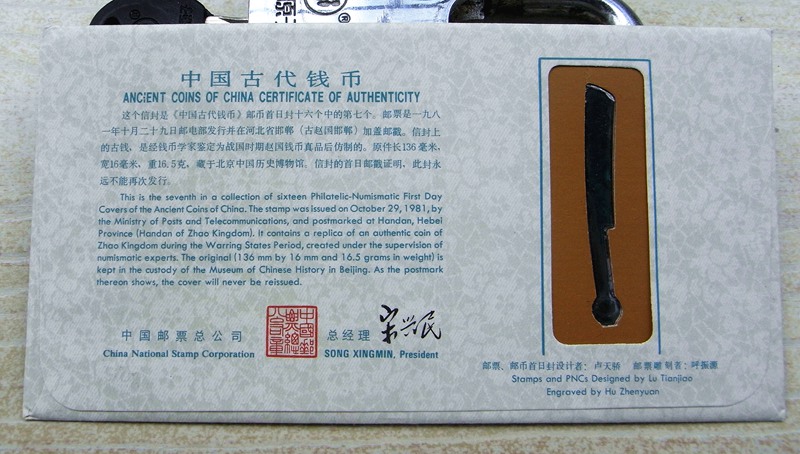 中国古代钱币
ANCIENT COINS OF CHINA CERTIFICATE OF AUTHENTICITY
这个信封是《中国古代钱币》邮币首日封十六个中的第七个。邮票是一九八
一年十月二十九日邮电部发行并在河北省邯郸（古赵国邯郸）加盖邮戳。信封上
的古钱，是经钱币学家鉴定为战国时期赵国钱币真品后仿制的。原件长136毫米，
宽16毫米，重16.5克，藏于北京中国历史博物馆。信封的首日邮戳证明，此封永
远不能再次发行。
This is the seventh in a collection of sixteen Philatelic-Numismatic First Day
Covers of the Ancient Coins of China. The stamp was issued on October 29, 1981, by
the Ministry of Posts and Telecommunications, and postmarked at Handan, Hebei
Province (Handan of Zhao Kingdom). It contains a replica of an authentic coin of
Zhao Kingdom during the Warring States Period, created under the supervision of
numismatic experts. The original (136 mm by 16 mm and 16.5 grams in weight) is
kept in the custody of the Museum of Chinese History in Beijing. As the postmark
thereon shows, the cover will never be reissued.
中国邮票总公司
China National Stamp Corporation
总经理 宋兴民
SONG XINGMIN, President
邮票、邮币首日封设计者：卢天骄 邮票雕刻者：呼振源
Stamps and PNCs Designed by Lu Tianjiao
Engraved by Hu Zhenyuan